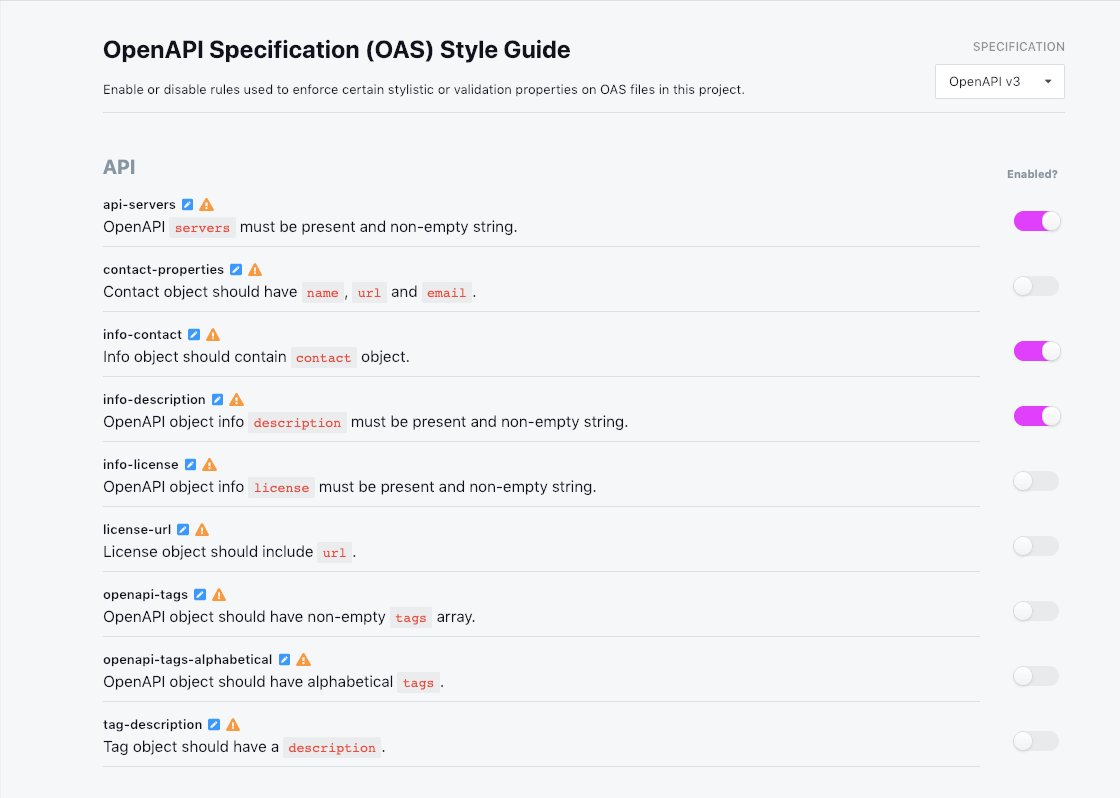 OpenAPI Specification (OAS) Style Guide
SPECIFICATION
OpenAPI v3
Enable or disable rules used to enforce certain stylistic or validation properties on OAS files in this project.
API
Enabled?
api-servers
OpenAPI servers must be present and non-empty string.
contact-properties
Contact object should have name, url and email.
info-contact
Info object should contain contact object.
info-description
OpenAPI object info description must be present and non-empty string.
info-license
OpenAPI object info license must be present and non-empty string.
license-url
License object should include url.
openapi-tags
OpenAPI object should have non-empty tags array.
openapi-tags-alphabetical
OpenAPI object should have alphabetical tags.
tag-description
Tag object should have a description.